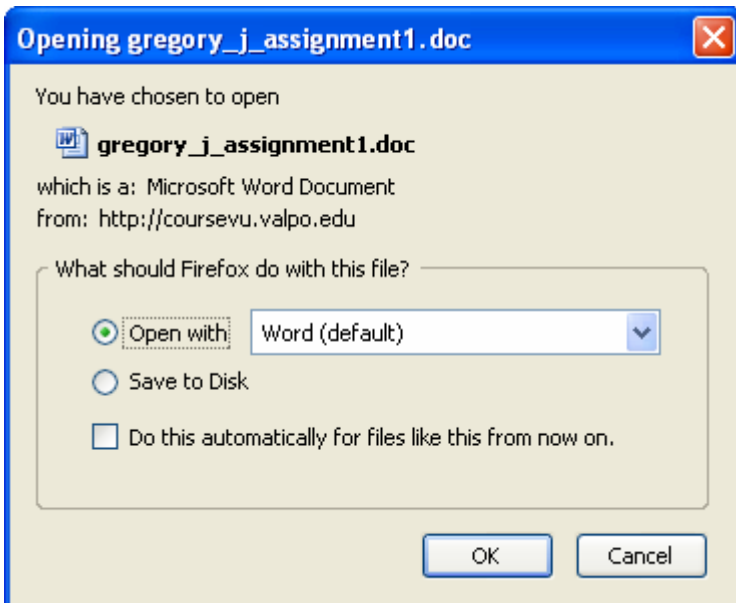 Opening gregory_j_assignment1.doc
You have chosen to open
gregory_j_assignment1.doc
which is a: Microsoft Word Document
from: http://coursevu.valpo.edu
What should Firefox do with this file?
Open with Word (default)
Save to Disk
Do this automatically for files like this from now on.
OK Cancel